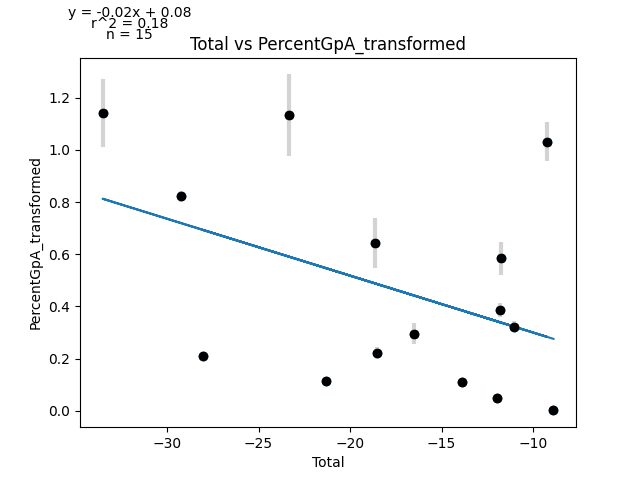 y = -0.02x + 0.08
r^2 = 0.18
n = 15
Total vs PercentGpA_transformed
PercentGpA_transformed
1.2
1.0
0.8
0.6
0.4
0.2
0.0
−30
−25
−20
−15
−10
Total